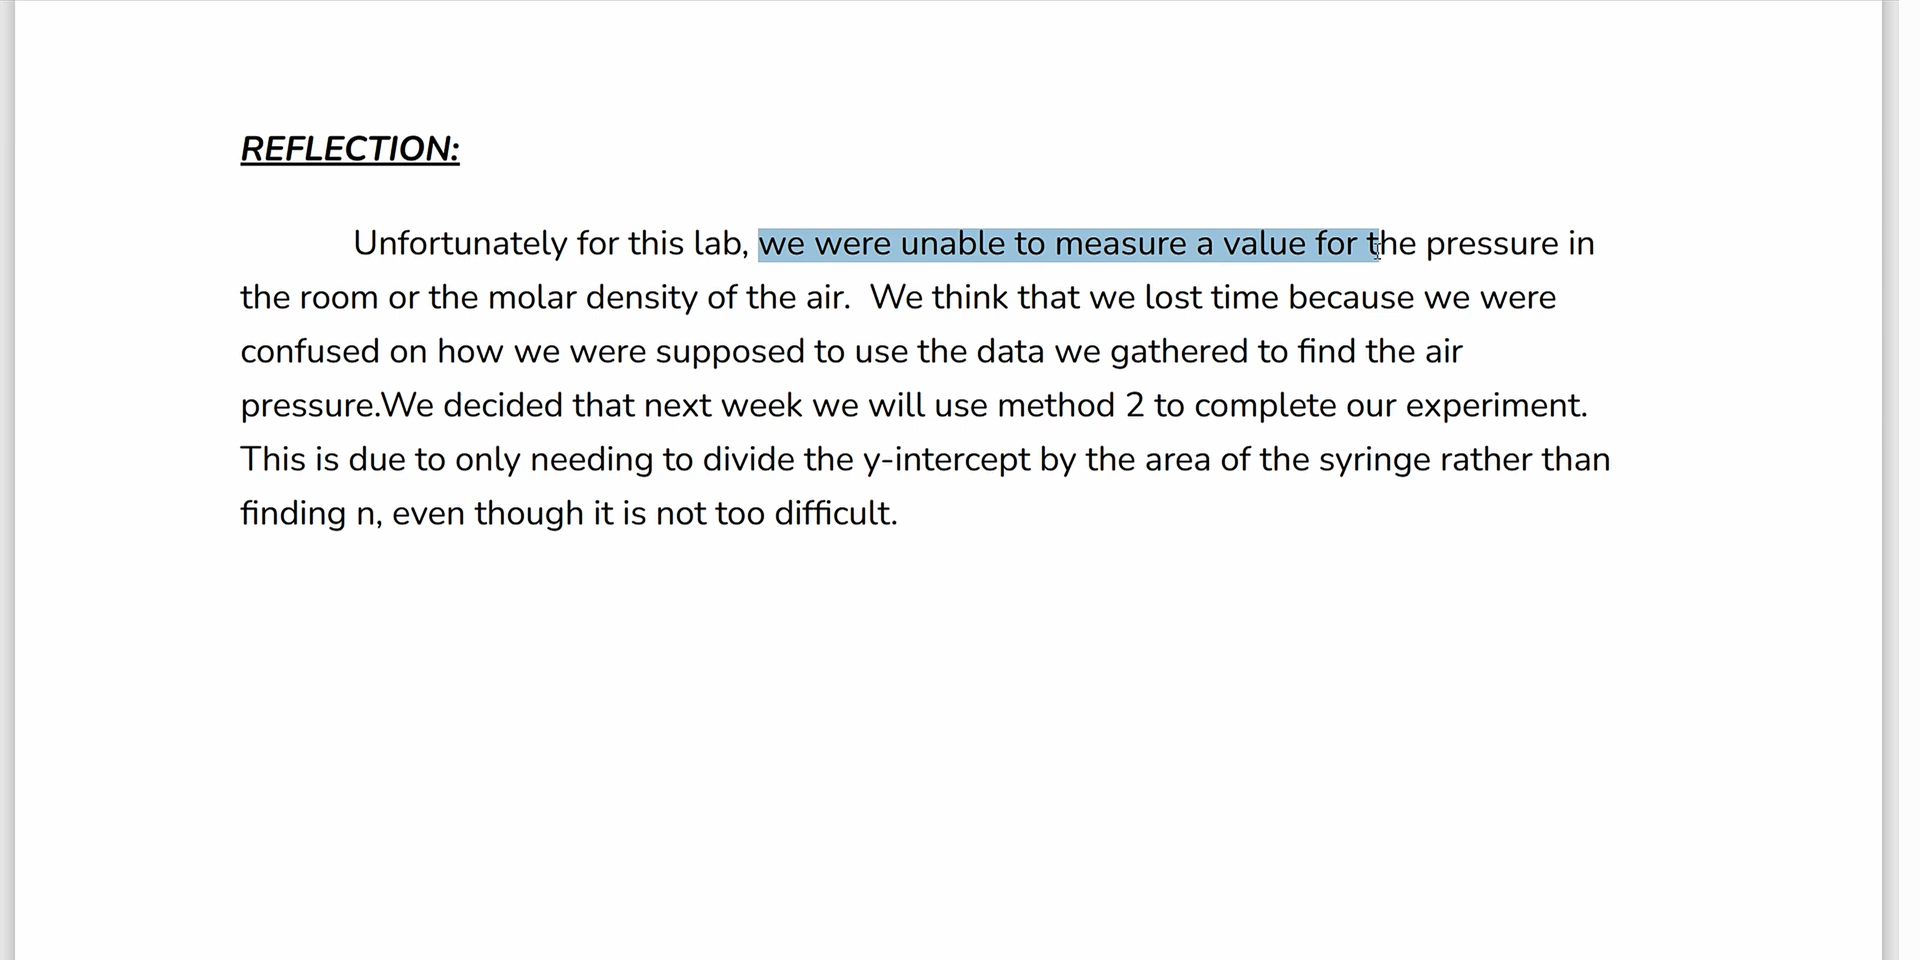 REFLECTION:
Unfortunately for this lab, we were unable to measure a value for the pressure in
the room or the molar density of the air.  We think that we lost time because we were
confused on how we were supposed to use the data we gathered to find the air
pressure.We decided that next week we will use method 2 to complete our experiment.
This is due to only needing to divide the y-intercept by the area of the syringe rather than
finding n, even though it is not too difficult.